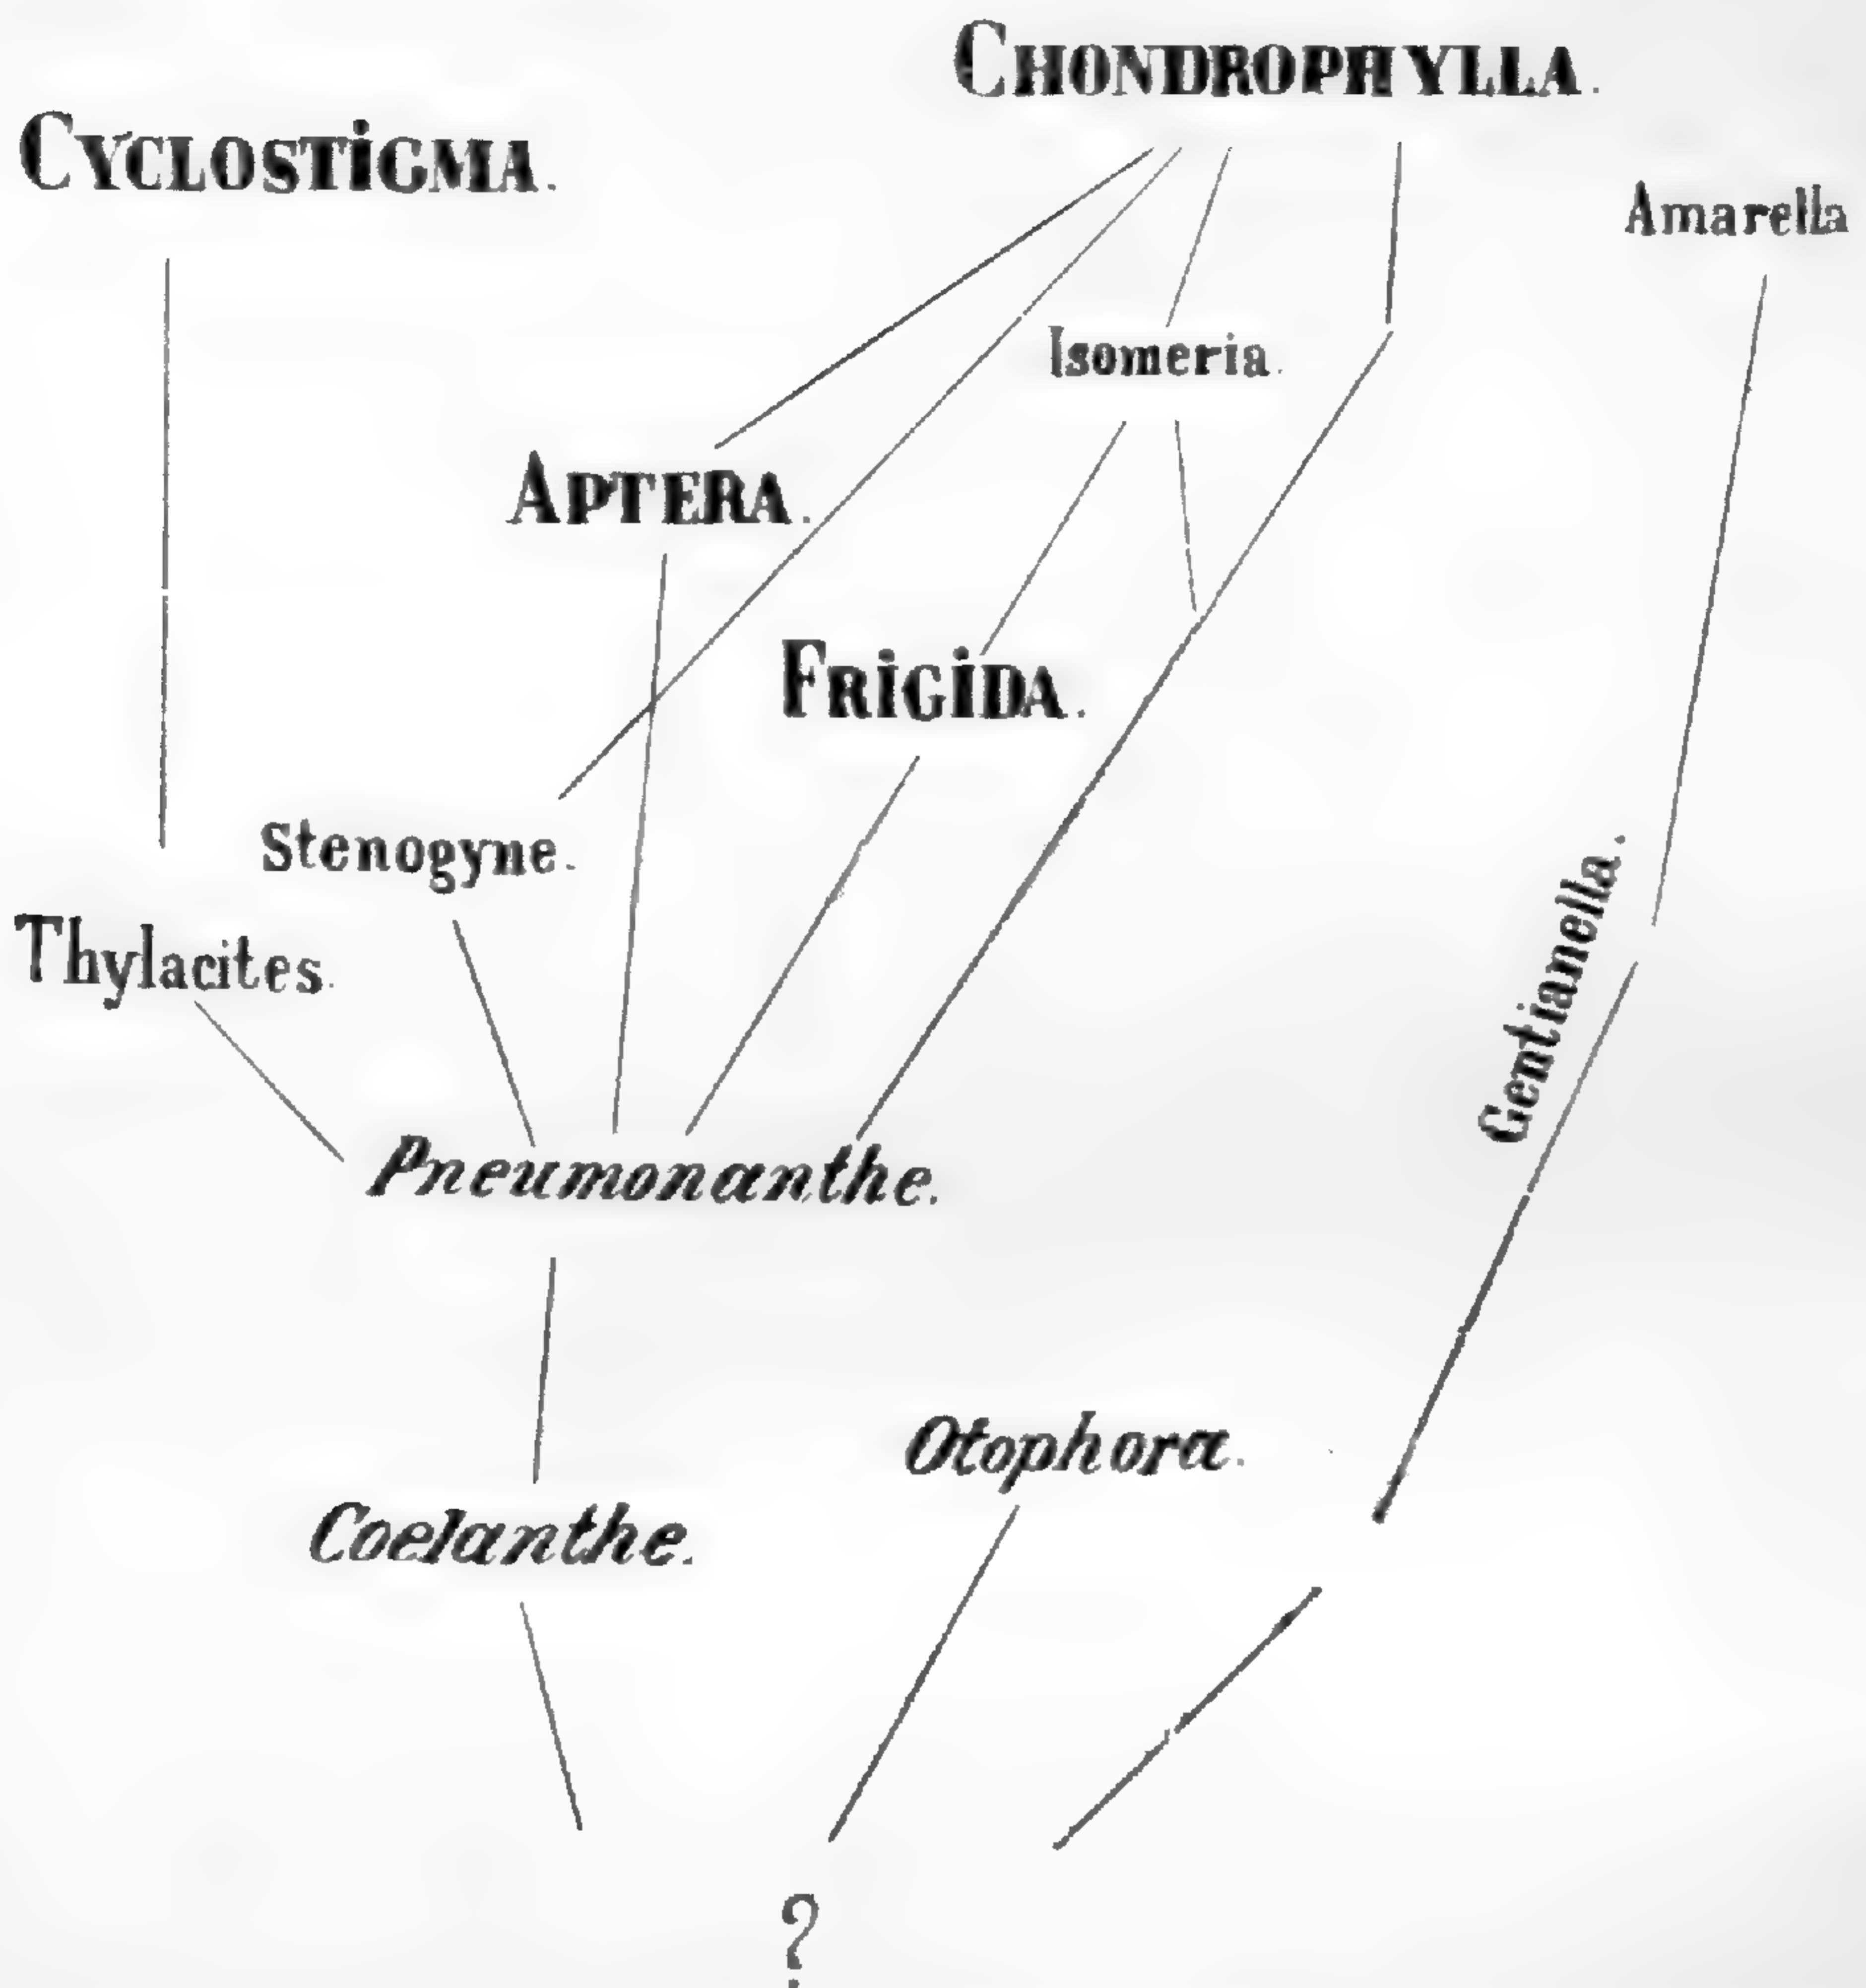 CHONDROPHYLLA.
CYCLOSTIGMA.
Amarella
Isomeria.
APTERA.
FRIGIDA.
Stenogyne.
Gentianella.
Thylacites.
Pneumonanthe.
Otophora.
Coelanthe.
?